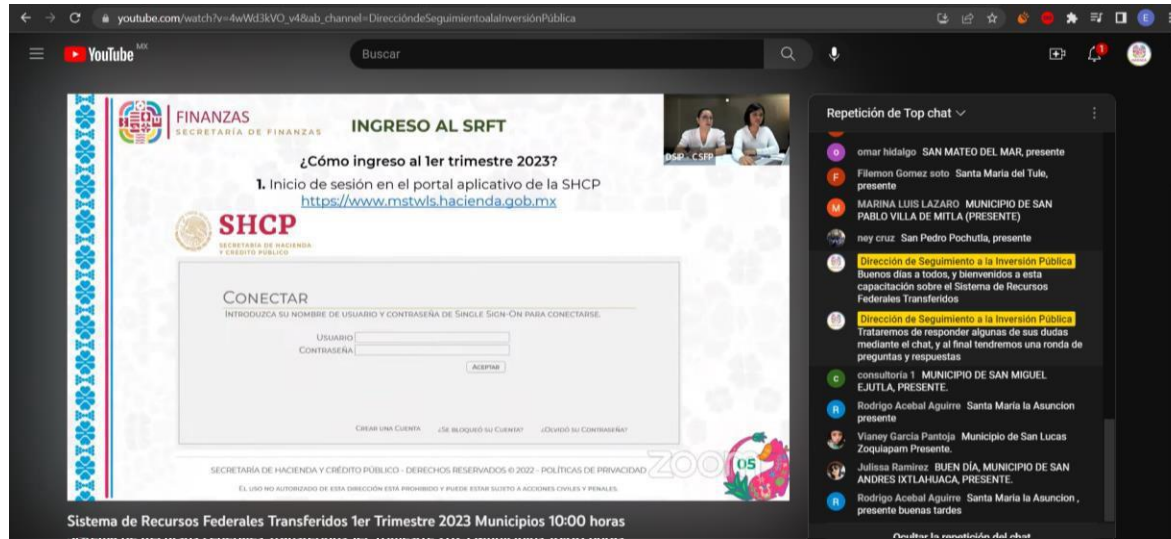 youtube.com/watch?v=4wWd3kVO_v4&ab_channel=DireccióndeSeguimientoalaInversiónPública
YouTube MX
Buscar
1
E
FINANZAS
SECRETARÍA DE FINANZAS
INGRESO AL SRFT
DSIP - CSFP
¿Cómo ingreso al 1er trimestre 2023?
1. Inicio de sesión en el portal aplicativo de la SHCP
https://www.mstwls.hacienda.gob.mx
SHCP
SECRETARÍA DE HACIENDA
Y CRÉDITO PÚBLICO
CONECTAR
INTRODUZCA SU NOMBRE DE USUARIO Y CONTRASEÑA DE SINGLE SIGN-ON PARA CONECTARSE.
USUARIO
CONTRASEÑA
ACEPTAR
CREAR UNA CUENTA ¿SE BLOQUEÓ SU CUENTA? ¿OLVIDÓ SU CONTRASEÑA?
SECRETARÍA DE HACIENDA Y CRÉDITO PÚBLICO - DERECHOS RESERVADOS © 2022 - POLÍTICAS DE PRIVACIDAD
EL USO NO AUTORIZADO DE ESTA DIRECCIÓN ESTÁ PROHIBIDO Y PUEDE ESTAR SUJETO A ACCIONES CIVILES Y PENALES.
zoom
05
Sistema de Recursos Federales Transferidos 1er Trimestre 2023 Municipios 10:00 horas
Repetición de Top chat
omar hidalgo SAN MATEO DEL MAR, presente
Filemon Gomez soto Santa Maria del Tule,
presente
MARINA LUIS LAZARO MUNICIPIO DE SAN
PABLO VILLA DE MITLA (PRESENTE)
ney cruz San Pedro Pochutla, presente
Dirección de Seguimiento a la Inversión Pública
Buenos días a todos, y bienvenidos a esta
capacitación sobre el Sistema de Recursos
Federales Transferidos
Dirección de Seguimiento a la Inversión Pública
Trataremos de responder algunas de sus dudas
mediante el chat, y al final tendremos una ronda de
preguntas y respuestas
consultoría 1 MUNICIPIO DE SAN MIGUEL
EJUTLA, PRESENTE.
Rodrigo Acebal Aguirre Santa María la Asuncion
presente
Vianey Garcia Pantoja Municipio de San Lucas
Zoquiapam Presente.
Julissa Ramirez BUEN DÍA, MUNICIPIO DE SAN
ANDRES IXTLAHUACA, PRESENTE.
Rodrigo Acebal Aguirre Santa María la Asuncion ,
presente buenas tardes
Ocultar la repetición del chat